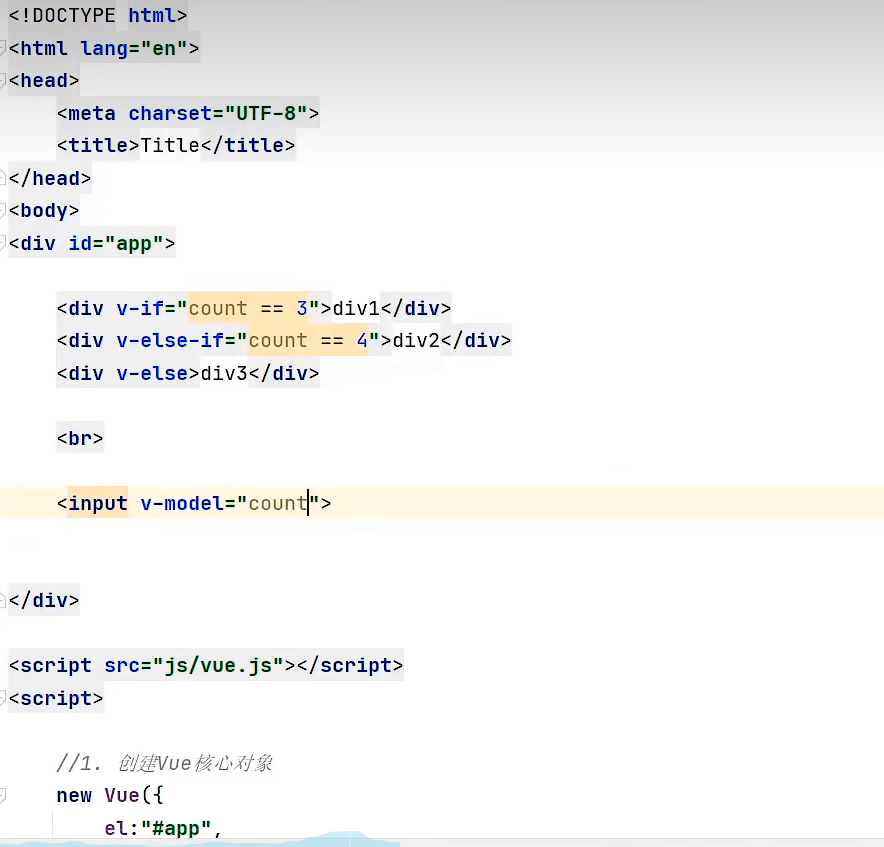 <!DOCTYPE html>
<html lang="en">
<head>
    <meta charset="UTF-8">
    <title>Title</title>
</head>
<body>
<div id="app">
    <div v-if="count == 3">div1</div>
    <div v-else-if="count == 4">div2</div>
    <div v-else>div3</div>
    <br>
    <input v-model="count">
</div>
<script src="js/vue.js"></script>
<script>
    //1. 创建Vue核心对象
    new Vue({
        el:"#app",